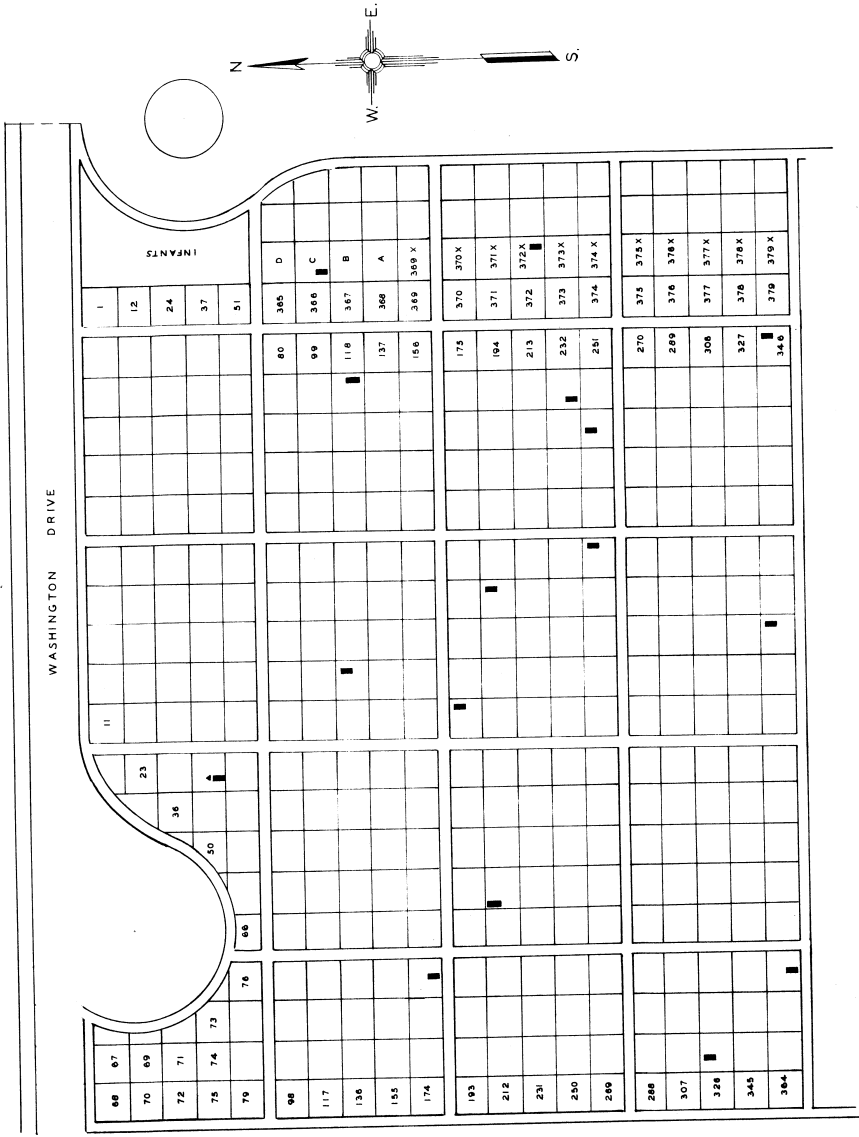 N
W. E.
S.
WASHINGTON DRIVE
INFANTS
68 67 11 1
70 69 23 12
72 71 36 24
75 74 73 50 37
79 76 66 51
98 80 365 D
117 99 366 C
136 118 367 B
155 137 368 A
174 156 369 369 X
193 175 370 370 X
212 194 371 371 X
231 213 372 372 X
250 232 373 373 X
269 251 374 374 X
288 270 375 375 X
307 289 376 376 X
326 308 377 377 X
345 327 378 378 X
364 346 379 379 X